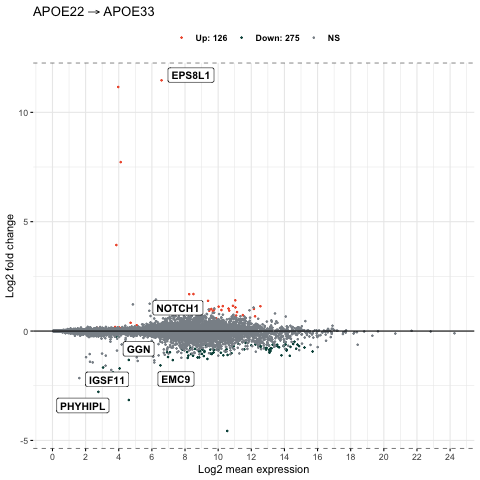 APOE22 → APOE33
Up: 126 Down: 275 NS
EPS8L1
10
5
NOTCH1
0
GGN
IGSF11 EMC9
PHYHIPL
-5
0 2 4 6 8 10 12 14 16 18 20 22 24
Log2 mean expression
Log2 fold change